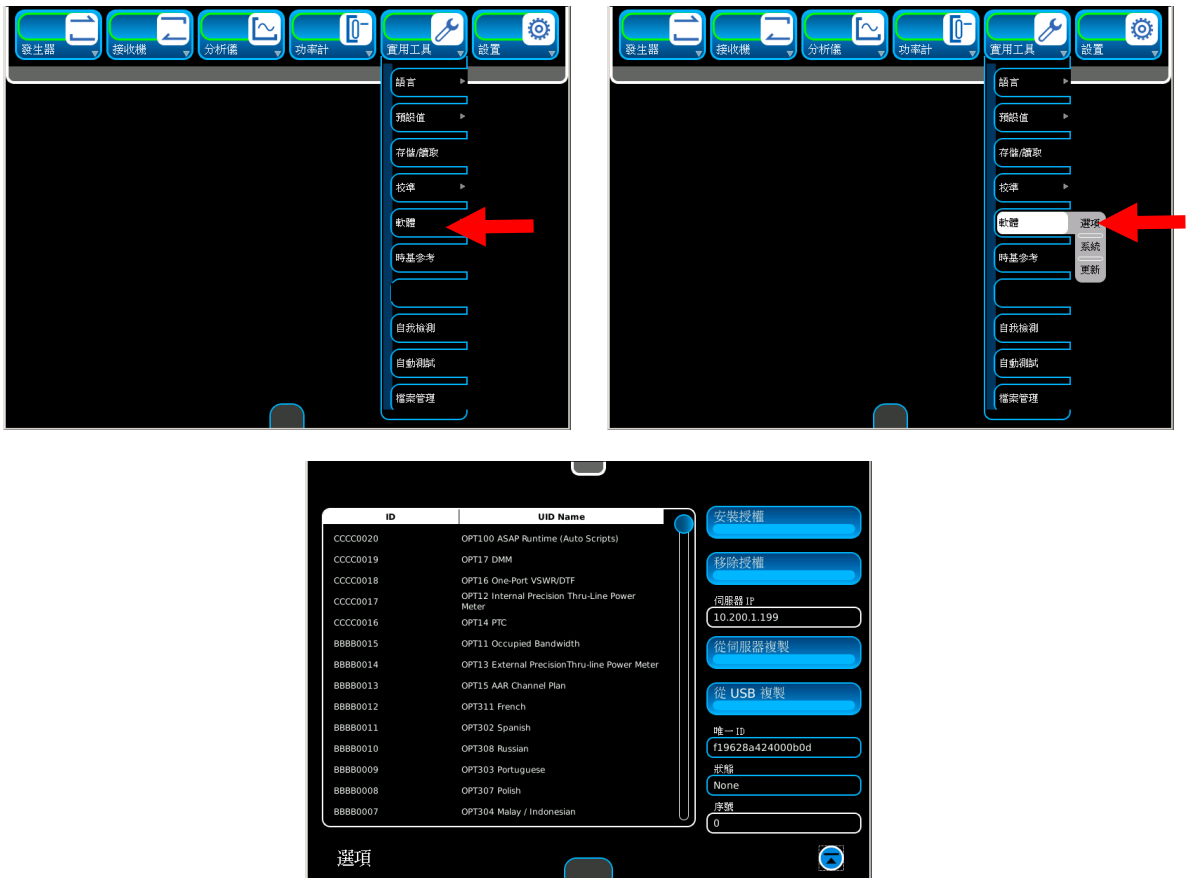 發生器 接收機 分析儀 功率計 實用工具 設置
語言
預設值
存儲/讀取
校準
軟體
時基參考
自我檢測
自動測試
檔案管理
發生器 接收機 分析儀 功率計 實用工具 設置
語言
預設值
存儲/讀取
校準
軟體 選項
系統
時基參考
更新
自我檢測
自動測試
檔案管理
ID UID Name
CCCC0020 OPT100 ASAP Runtime (Auto Scripts)
CCCC0019 OPT17 DMM
CCCC0018 OPT16 One-Port VSWR/DTF
CCCC0017 OPT12 Internal Precision Thru-Line Power
Meter
CCCC0016 OPT14 PTC
BBBB0015 OPT11 Occupied Bandwidth
BBBB0014 OPT13 External PrecisionThru-line Power Meter
BBBB0013 OPT15 AAR Channel Plan
BBBB0012 OPT311 French
BBBB0011 OPT302 Spanish
BBBB0010 OPT308 Russian
BBBB0009 OPT303 Portuguese
BBBB0008 OPT307 Polish
BBBB0007 OPT304 Malay / Indonesian
安裝授權
移除授權
伺服器 IP
10.200.1.199
從伺服器複製
從 USB 複製
唯一 ID
f19628a424000b0d
狀態
None
序號
0
選項